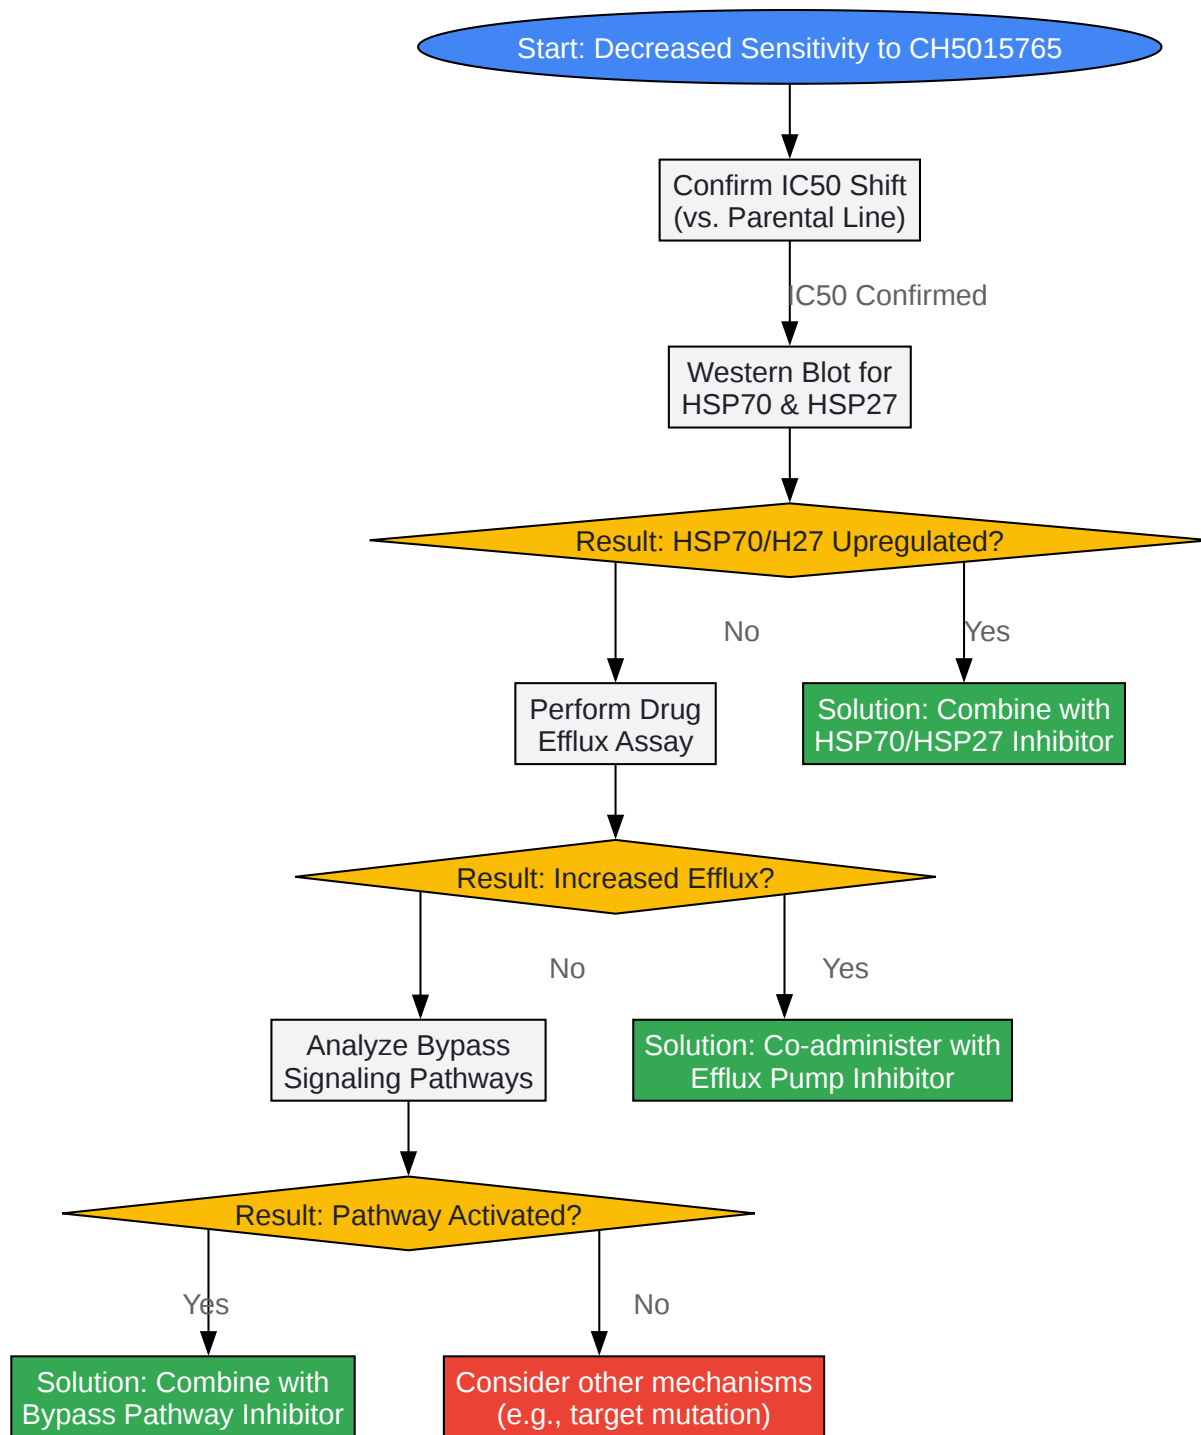 Start: Decreased Sensitivity to CH5015765
Confirm IC50 Shift
(vs. Parental Line)
IC50 Confirmed
Western Blot for
HSP70 & HSP27
Result: HSP70/H27 Upregulated?
No
Yes
Perform Drug
Efflux Assay
Solution: Combine with
HSP70/HSP27 Inhibitor
Result: Increased Efflux?
No
Yes
Analyze Bypass
Signaling Pathways
Solution: Co-administer with
Efflux Pump Inhibitor
Result: Pathway Activated?
Yes
No
Solution: Combine with
Bypass Pathway Inhibitor
Consider other mechanisms
(e.g., target mutation)